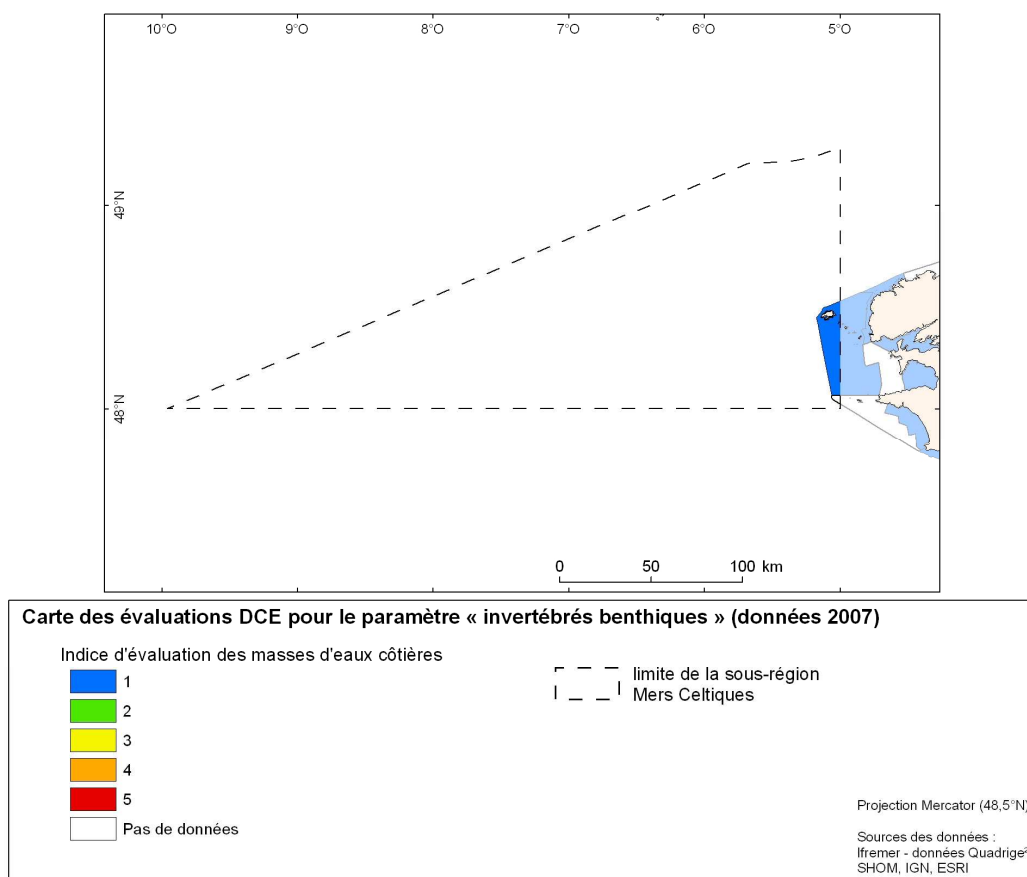 10°O 9°O 8°O 7°O 6°O 5°O
49°N
48°N
0 50 100 km
Carte des évaluations DCE pour le paramètre « invertébrés benthiques » (données 2007)
Indice d'évaluation des masses d'eaux côtières
1
2
3
4
5
Pas de données
limite de la sous-région
Mers Celtiques
Projection Mercator (48,5°N)
Sources des données :
Ifremer - données Quadrige²
SHOM, IGN, ESRI